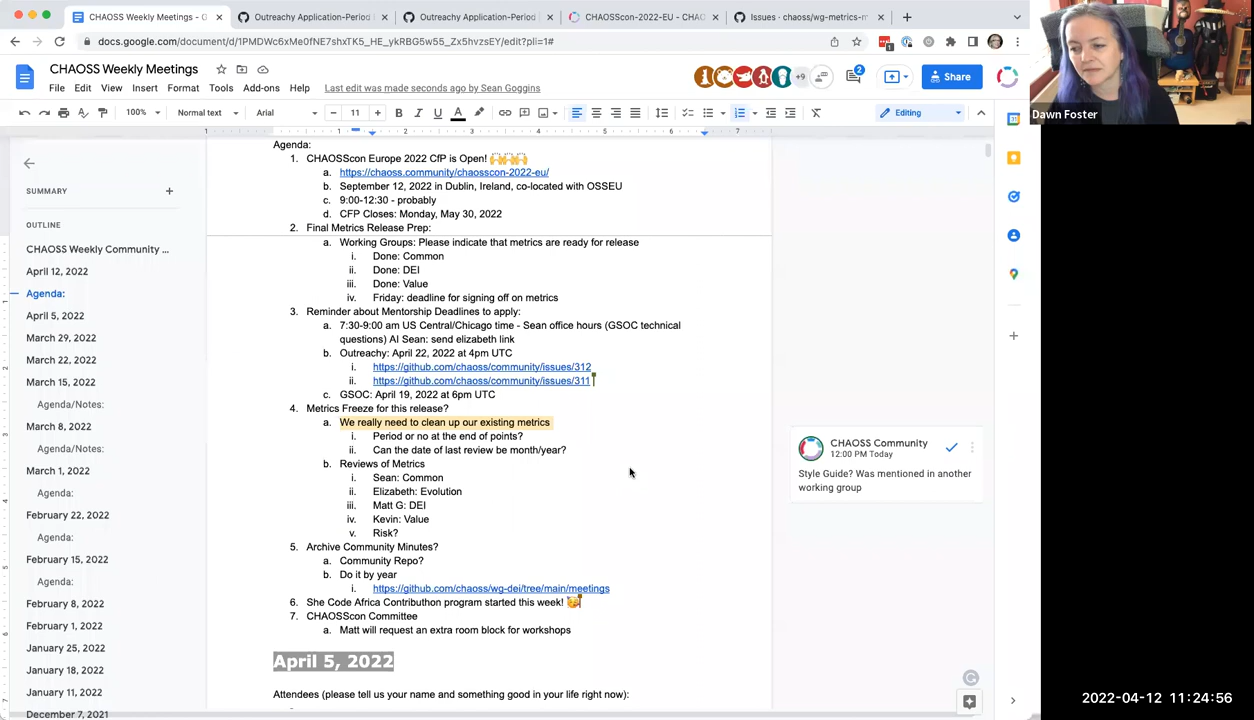 CHAOSS Weekly Meetings - G
Outreachy Application-Period
Outreachy Application-Period
CHAOSScon-2022-EU - CHAO
Issues · chaoss/wg-metrics-m
docs.google.com/document/d/1PMDWc6xMe0fNE7shxTK5_HE_ykRBG5w55_Zx5hvzsEY/edit?pli=1#
CHAOSS Weekly Meetings
File Edit View Insert Format Tools Add-ons Help Last edit was made seconds ago by Sean Goggins
+9
2
Share
100% Normal text Arial 11 Editing
Dawn Foster
SUMMARY
OUTLINE
CHAOSS Weekly Community ...
April 12, 2022
Agenda:
April 5, 2022
March 29, 2022
March 22, 2022
March 15, 2022
Agenda/Notes:
March 8, 2022
Agenda/Notes:
March 1, 2022
Agenda:
February 22, 2022
Agenda:
February 15, 2022
Agenda:
February 8, 2022
February 1, 2022
January 25, 2022
January 18, 2022
January 11, 2022
December 7, 2021
Agenda:
1. CHAOSScon Europe 2022 CfP is Open! 🙌🙌🙌
a. https://chaoss.community/chaosscon-2022-eu/
b. September 12, 2022 in Dublin, Ireland, co-located with OSSEU
c. 9:00-12:30 - probably
d. CFP Closes: Monday, May 30, 2022
2. Final Metrics Release Prep:
a. Working Groups: Please indicate that metrics are ready for release
i. Done: Common
ii. Done: DEI
iii. Done: Value
iv. Friday: deadline for signing off on metrics
3. Reminder about Mentorship Deadlines to apply:
a. 7:30-9:00 am US Central/Chicago time - Sean office hours (GSOC technical
questions) AI Sean: send elizabeth link
b. Outreachy: April 22, 2022 at 4pm UTC
i. https://github.com/chaoss/community/issues/312
ii. https://github.com/chaoss/community/issues/311
c. GSOC: April 19, 2022 at 6pm UTC
4. Metrics Freeze for this release?
a. We really need to clean up our existing metrics
i. Period or no at the end of points?
ii. Can the date of last review be month/year?
b. Reviews of Metrics
i. Sean: Common
ii. Elizabeth: Evolution
iii. Matt G: DEI
iv. Kevin: Value
v. Risk?
5. Archive Community Minutes?
a. Community Repo?
b. Do it by year
i. https://github.com/chaoss/wg-dei/tree/main/meetings
6. She Code Africa Contributhon program started this week! 🥳
7. CHAOSScon Committee
a. Matt will request an extra room block for workshops
April 5, 2022
Attendees (please tell us your name and something good in your life right now):
CHAOSS Community
12:00 PM Today
Style Guide? Was mentioned in another
working group
2022-04-12 11:24:56